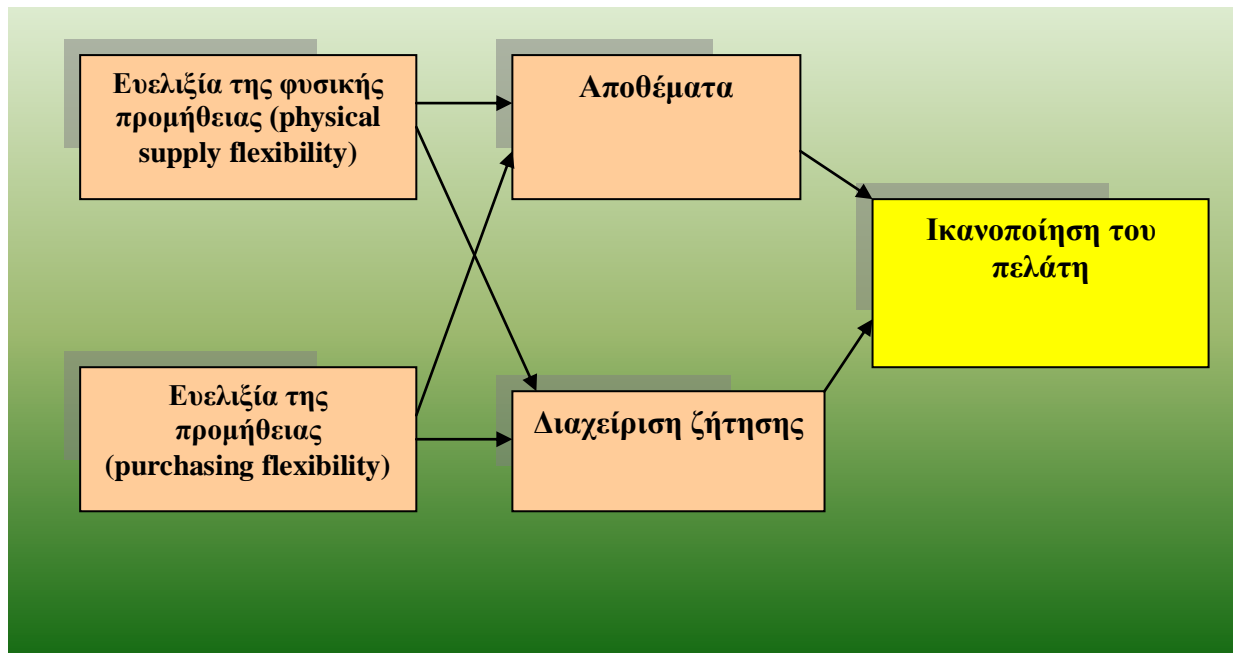 Ευελιξία της φυσικής
προμήθειας (physical
supply flexibility)
Αποθέματα
Ικανοποίηση του
πελάτη
Ευελιξία της
προμήθειας
(purchasing flexibility)
Διαχείριση ζήτησης